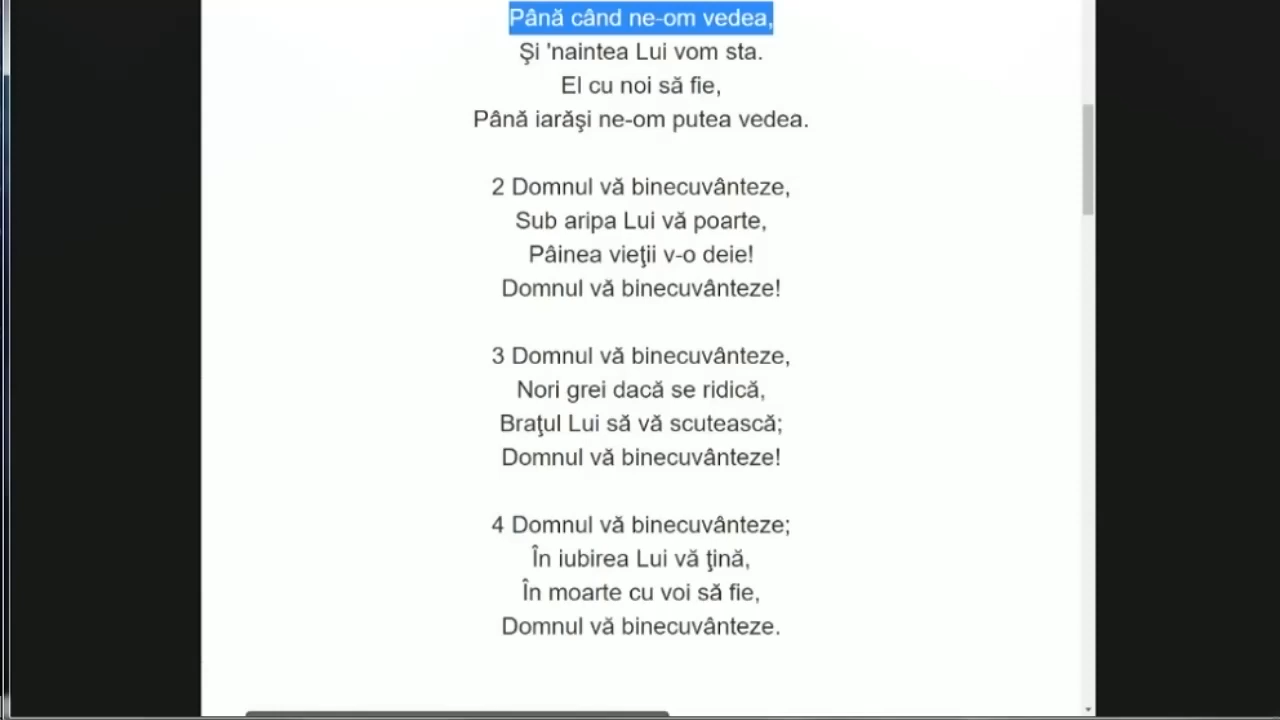 Până când ne-om vedea,
Şi 'naintea Lui vom sta.
El cu noi să fie,
Până iarăşi ne-om putea vedea.
2 Domnul vă binecuvânteze,
Sub aripa Lui vă poarte,
Pâinea vieţii v-o deie!
Domnul vă binecuvânteze!
3 Domnul vă binecuvânteze,
Nori grei dacă se ridică,
Braţul Lui să vă scutească;
Domnul vă binecuvânteze!
4 Domnul vă binecuvânteze;
În iubirea Lui vă ţină,
În moarte cu voi să fie,
Domnul vă binecuvânteze.